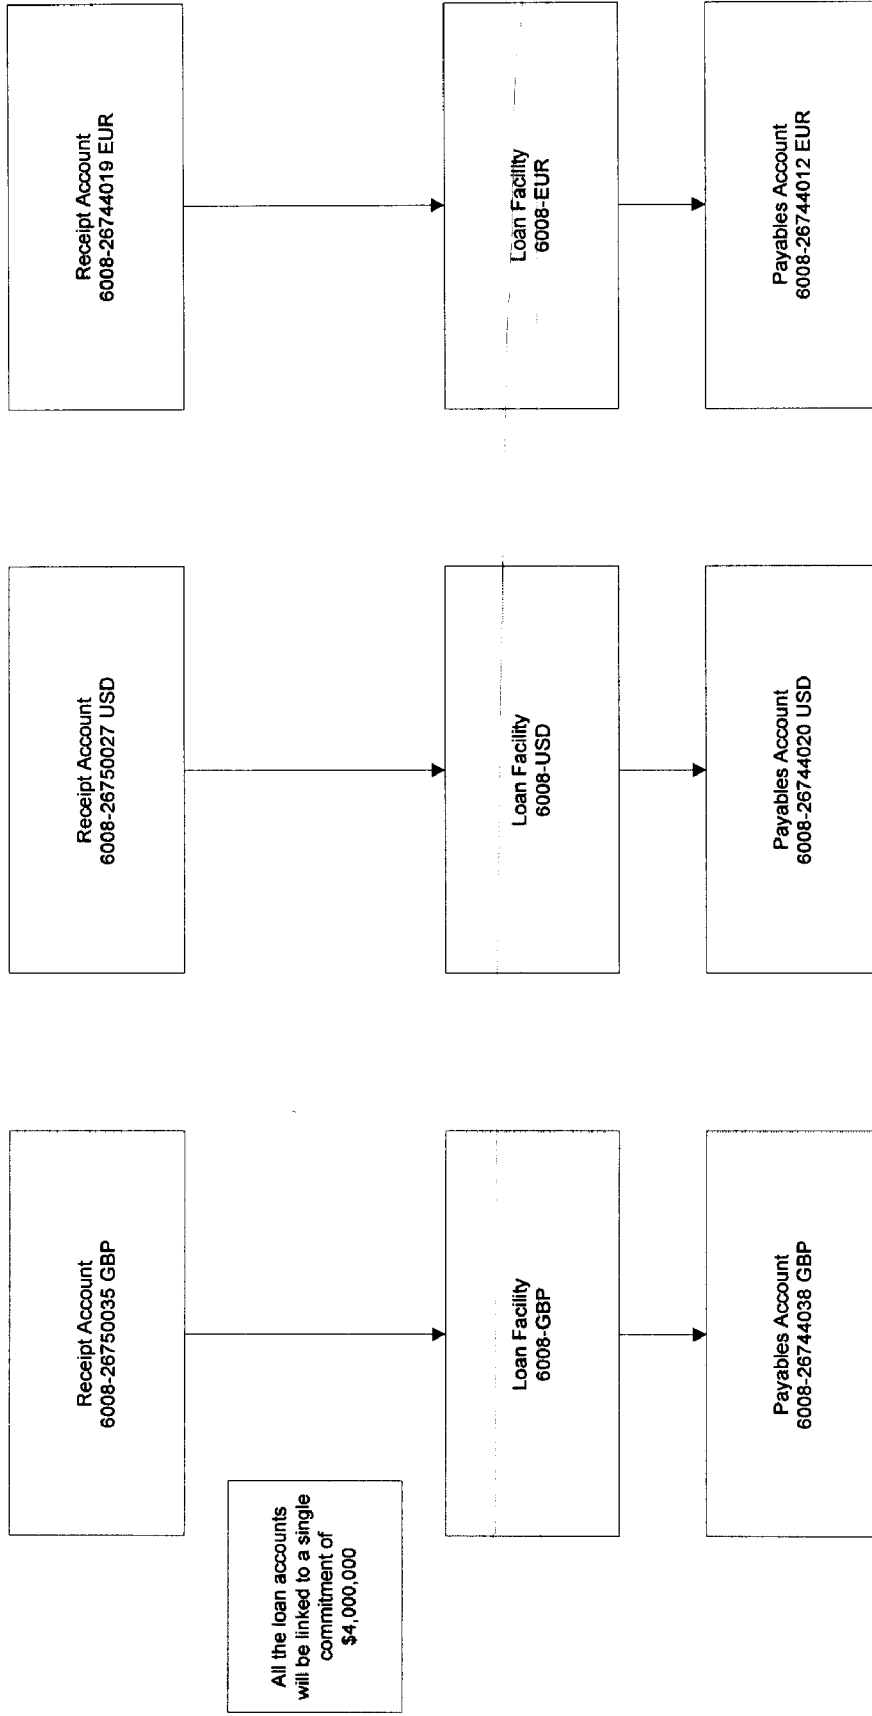 Receipt Account
6008-26750035 GBP
Receipt Account
6008-26750027 USD
Receipt Account
6008-26744019 EUR
All the loan accounts
will be linked to a single
commitment of
$4,000,000
Loan Facility
6008-GBP
Loan Facility
6008-USD
Loan Facility
6008-EUR
Payables Account
6008-26744038 GBP
Payables Account
6008-26744020 USD
Payables Account
6008-26744012 EUR